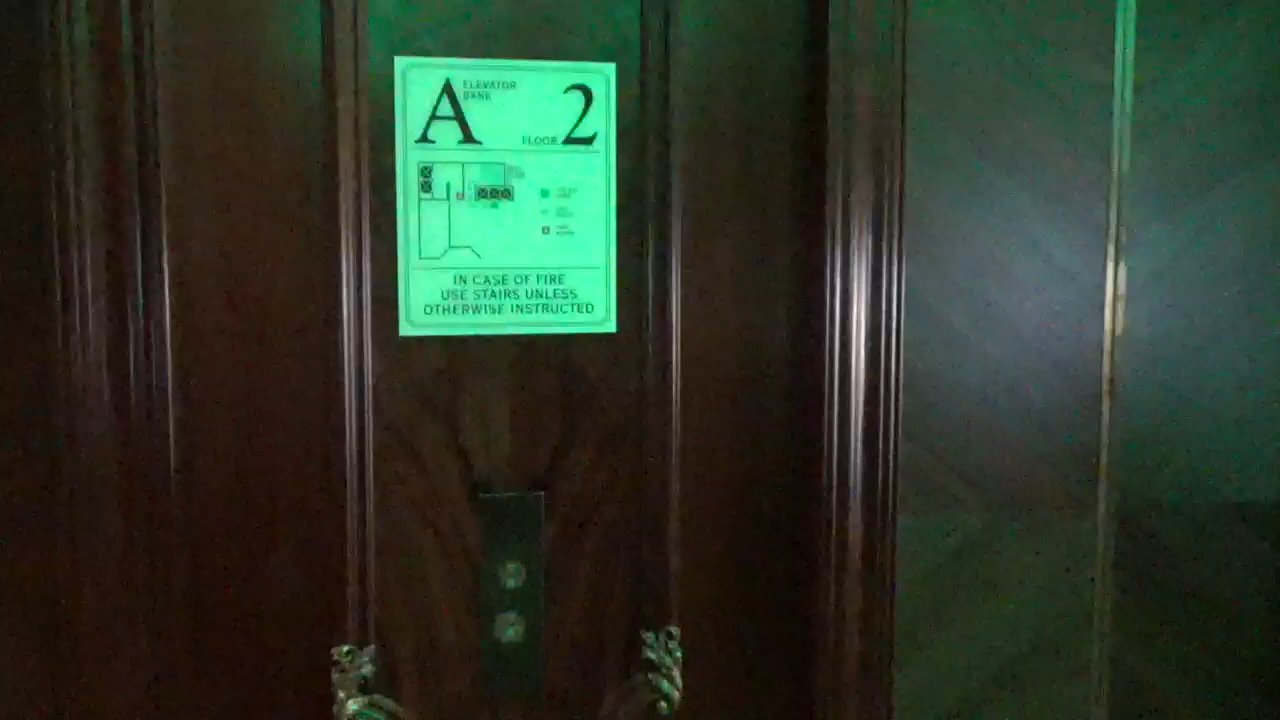 A ELEVATOR
BANK
FLOOR 2
IN CASE OF FIRE
USE STAIRS UNLESS
OTHERWISE INSTRUCTED